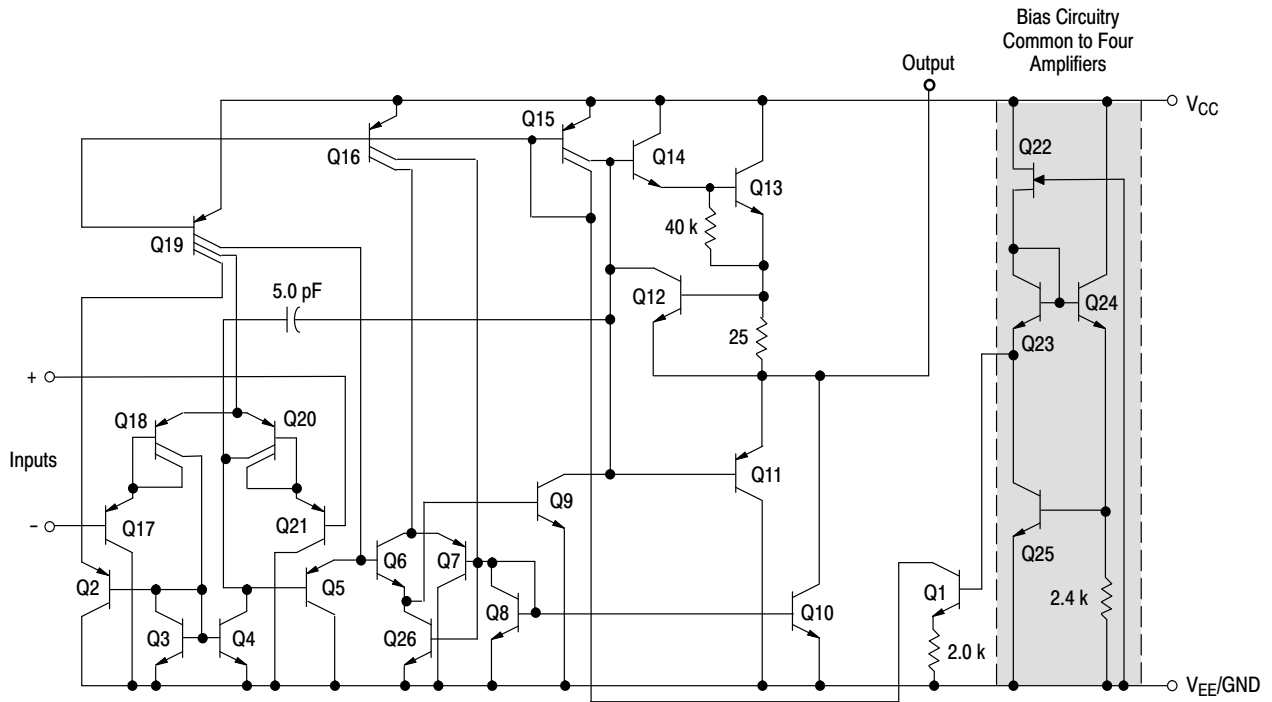 Bias Circuitry
Common to Four
Amplifiers
Output
VCC
Q15
Q22
Q16
Q14
Q13
Q19
40 k
5.0 pF
Q12
Q24
25
Q23
+
Q18
Q20
Inputs
Q11
Q9
−
Q17
Q21
Q25
Q6
Q7
Q2
Q5
Q1
Q8
Q10
2.4 k
Q3
Q4
Q26
2.0 k
VEE/GND